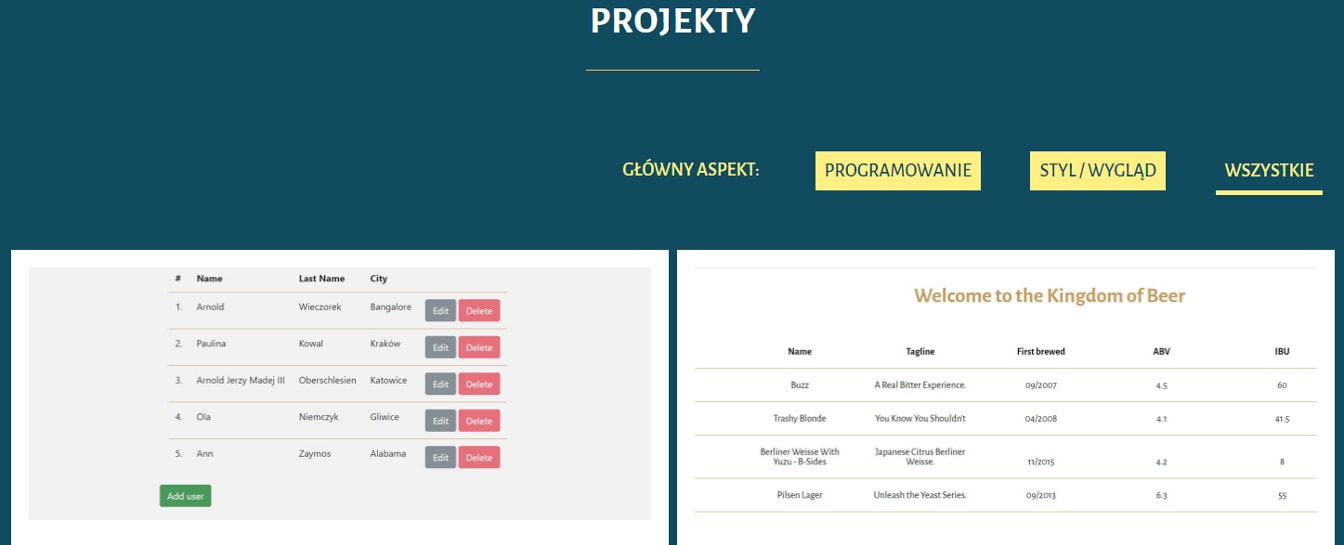 PROJEKTY
GŁÓWNY ASPEKT: PROGRAMOWANIE STYL / WYGLĄD WSZYSTKIE
# Name Last Name City
1. Arnold Wieczorek Bangalore Edit Delete
2. Paulina Kowal Kraków Edit Delete
3. Arnold Jerzy Madej III Oberschlesien Katowice Edit Delete
4. Ola Niemczyk Gliwice Edit Delete
5. Ann Zaymos Alabama Edit Delete
Add user
Welcome to the Kingdom of Beer
Name Tagline First brewed ABV IBU
Buzz A Real Bitter Experience. 09/2007 4.5 60
Trashy Blonde You Know You Shouldn't 04/2008 4.1 41.5
Berliner Weisse With Japanese Citrus Berliner
Yuzu - B-Sides Weisse. 11/2015 4.2 8
Pilsen Lager Unleash the Yeast Series. 09/2013 6.3 55